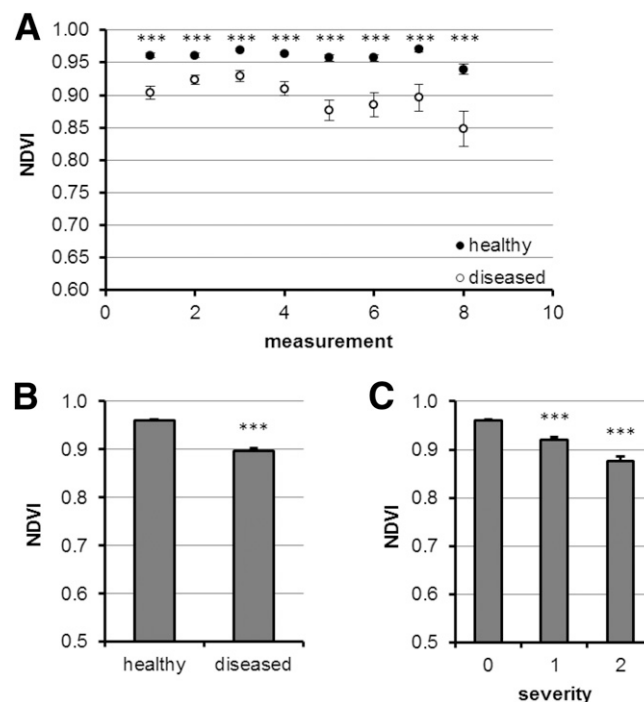 A
1.00
0.95
0.90
0.85
0.80
0.75
0.70
0.65
0.60
NDVI
*** *** *** *** *** *** *** ***
healthy
diseased
0 2 4 6 8 10
measurement
B
1.0
0.9
0.8
0.7
0.6
0.5
NDVI
***
healthy diseased
C
1.0
0.9
0.8
0.7
0.6
0.5
NDVI
***
***
0 1 2
severity